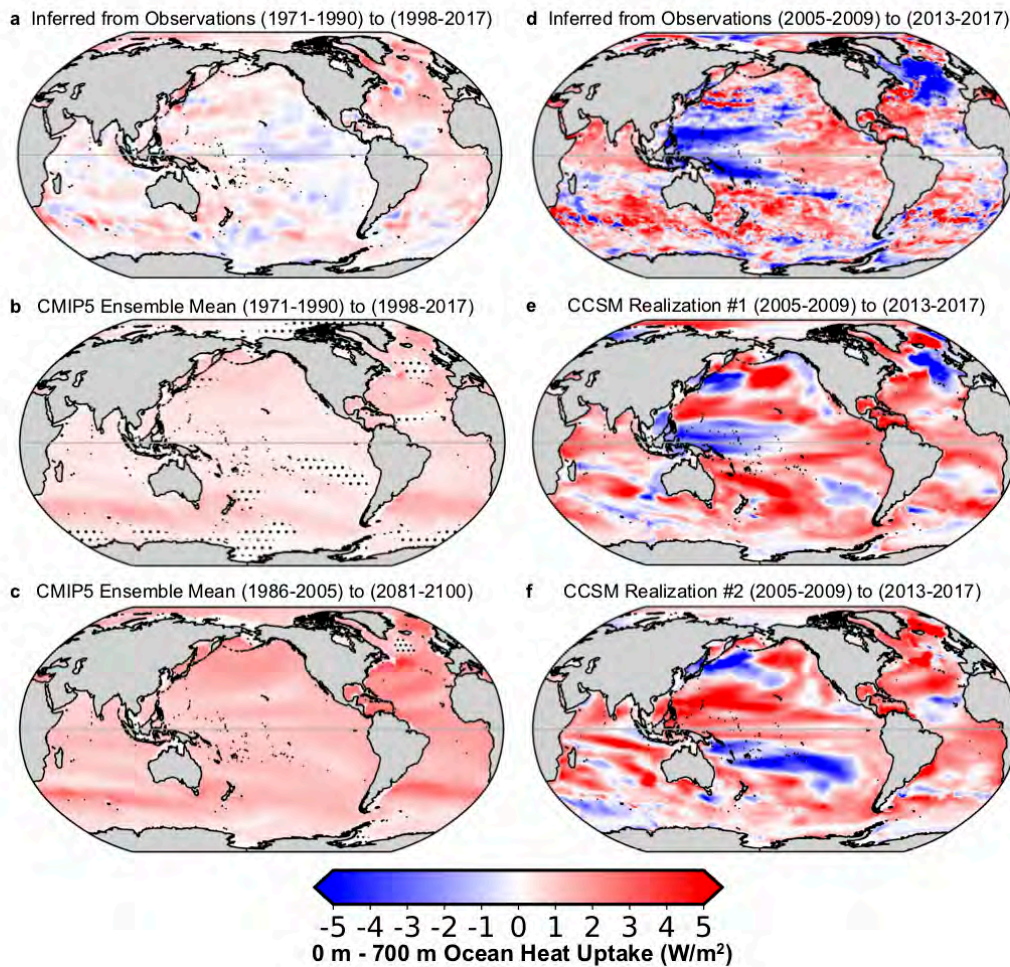 a Inferred from Observations (1971-1990) to (1998-2017)
d Inferred from Observations (2005-2009) to (2013-2017)
b CMIP5 Ensemble Mean (1971-1990) to (1998-2017)
e CCSM Realization #1 (2005-2009) to (2013-2017)
c CMIP5 Ensemble Mean (1986-2005) to (2081-2100)
f CCSM Realization #2 (2005-2009) to (2013-2017)
-5 -4 -3 -2 -1 0 1 2 3 4 5
0 m - 700 m Ocean Heat Uptake (W/m²)